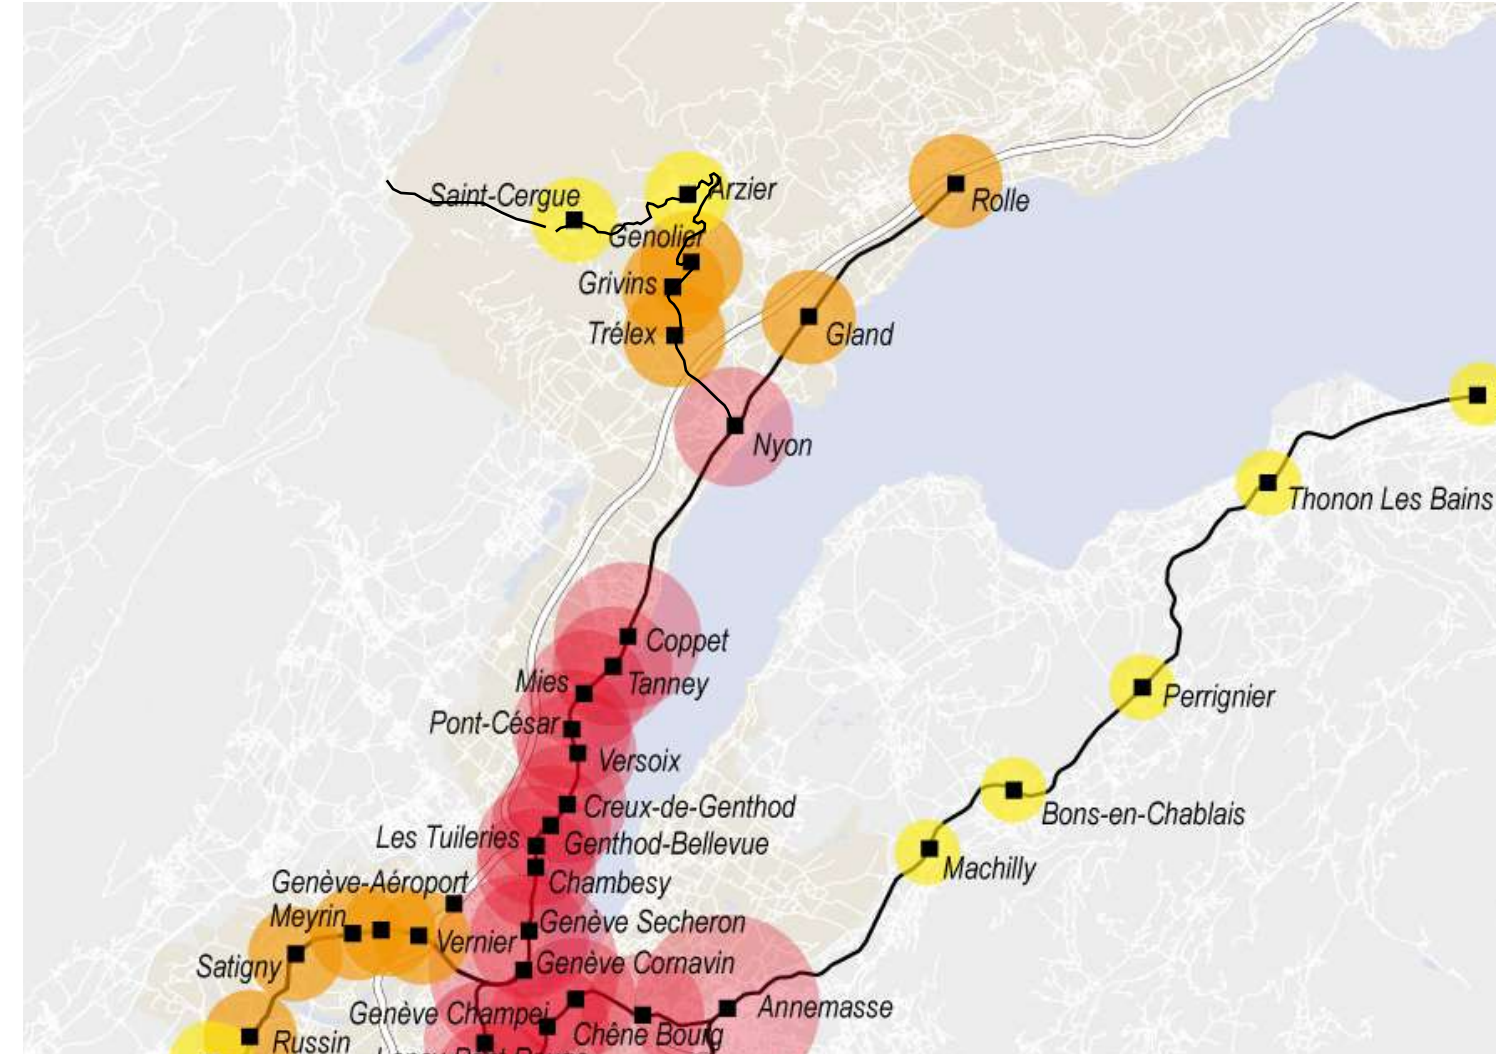 Saint-Cergue
Arzier
Rolle
Genolier
Grivins
Trélex
Gland
Nyon
Thonon Les Bains
Coppet
Mies
Tanney
Perrignier
Pont-César
Versoix
Creux-de-Genthod
Bons-en-Chablais
Les Tuileries
Genthod-Bellevue
Machilly
Genève-Aéroport
Chambesy
Meyrin
Genève Secheron
Vernier
Satigny
Genève Cornavin
Genève Champel
Annemasse
Chêne Bourg
Russin